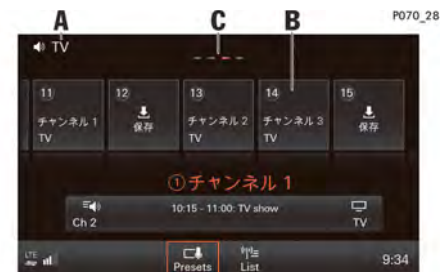 A
C
B
P070_28
TV
11
12
13
14
15
チャンネル 1
TV
保存
チャンネル 2
TV
チャンネル 3
TV
保存
①チャンネル 1
10:15 - 11:00: TV show
Ch 2
TV
LTE
Presets
List
9:34